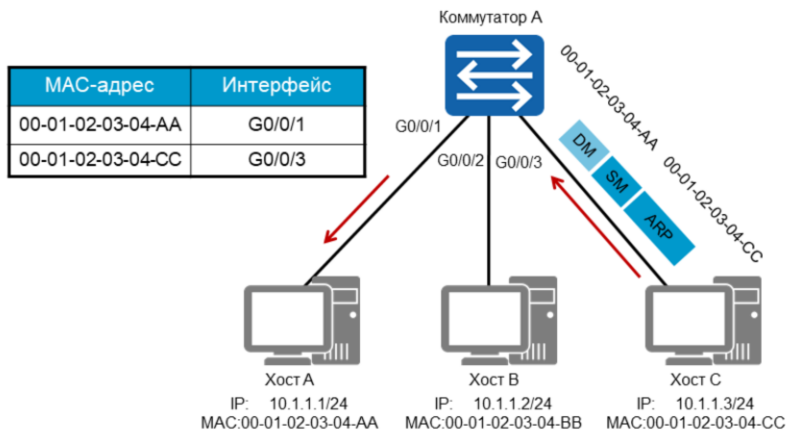 Коммутатор А
МАС-адрес Интерфейс
00-01-02-03-04-AA G0/0/1
00-01-02-03-04-CC G0/0/3
G0/0/1
G0/0/2 G0/0/3
00-01-02-03-04-AA
00-01-02-03-04-CC
DM
SM
ARP
Хост А
IP: 10.1.1.1/24
MAC:00-01-02-03-04-AA
Хост В
IP: 10.1.1.2/24
MAC:00-01-02-03-04-BB
Хост С
IP: 10.1.1.3/24
MAC:00-01-02-03-04-CC